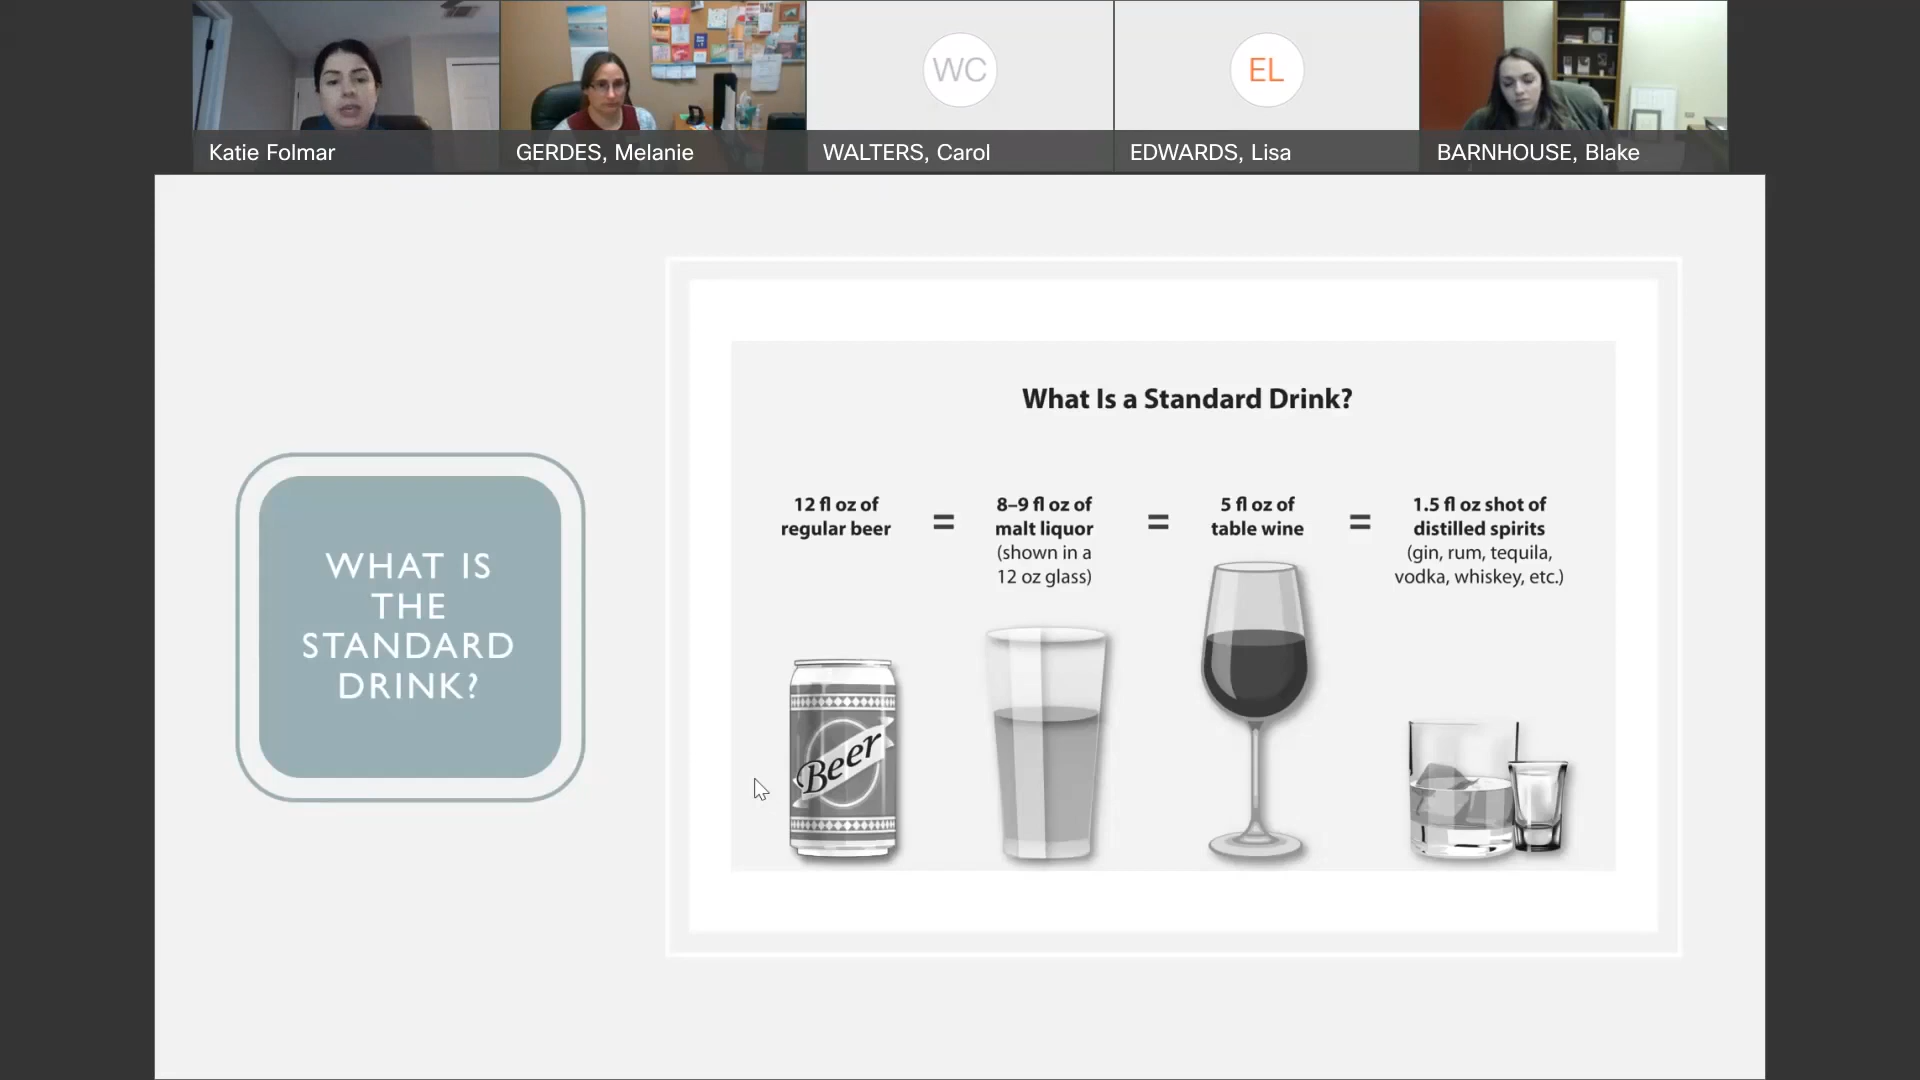 WC
EL
Katie Folmar
GERDES, Melanie
WALTERS, Carol
EDWARDS, Lisa
BARNHOUSE, Blake
WHAT IS
THE
STANDARD
DRINK?
What Is a Standard Drink?
12 fl oz of
regular beer
=
8–9 fl oz of
malt liquor
(shown in a
12 oz glass)
=
5 fl oz of
table wine
=
1.5 fl oz shot of
distilled spirits
(gin, rum, tequila,
vodka, whiskey, etc.)
Beer